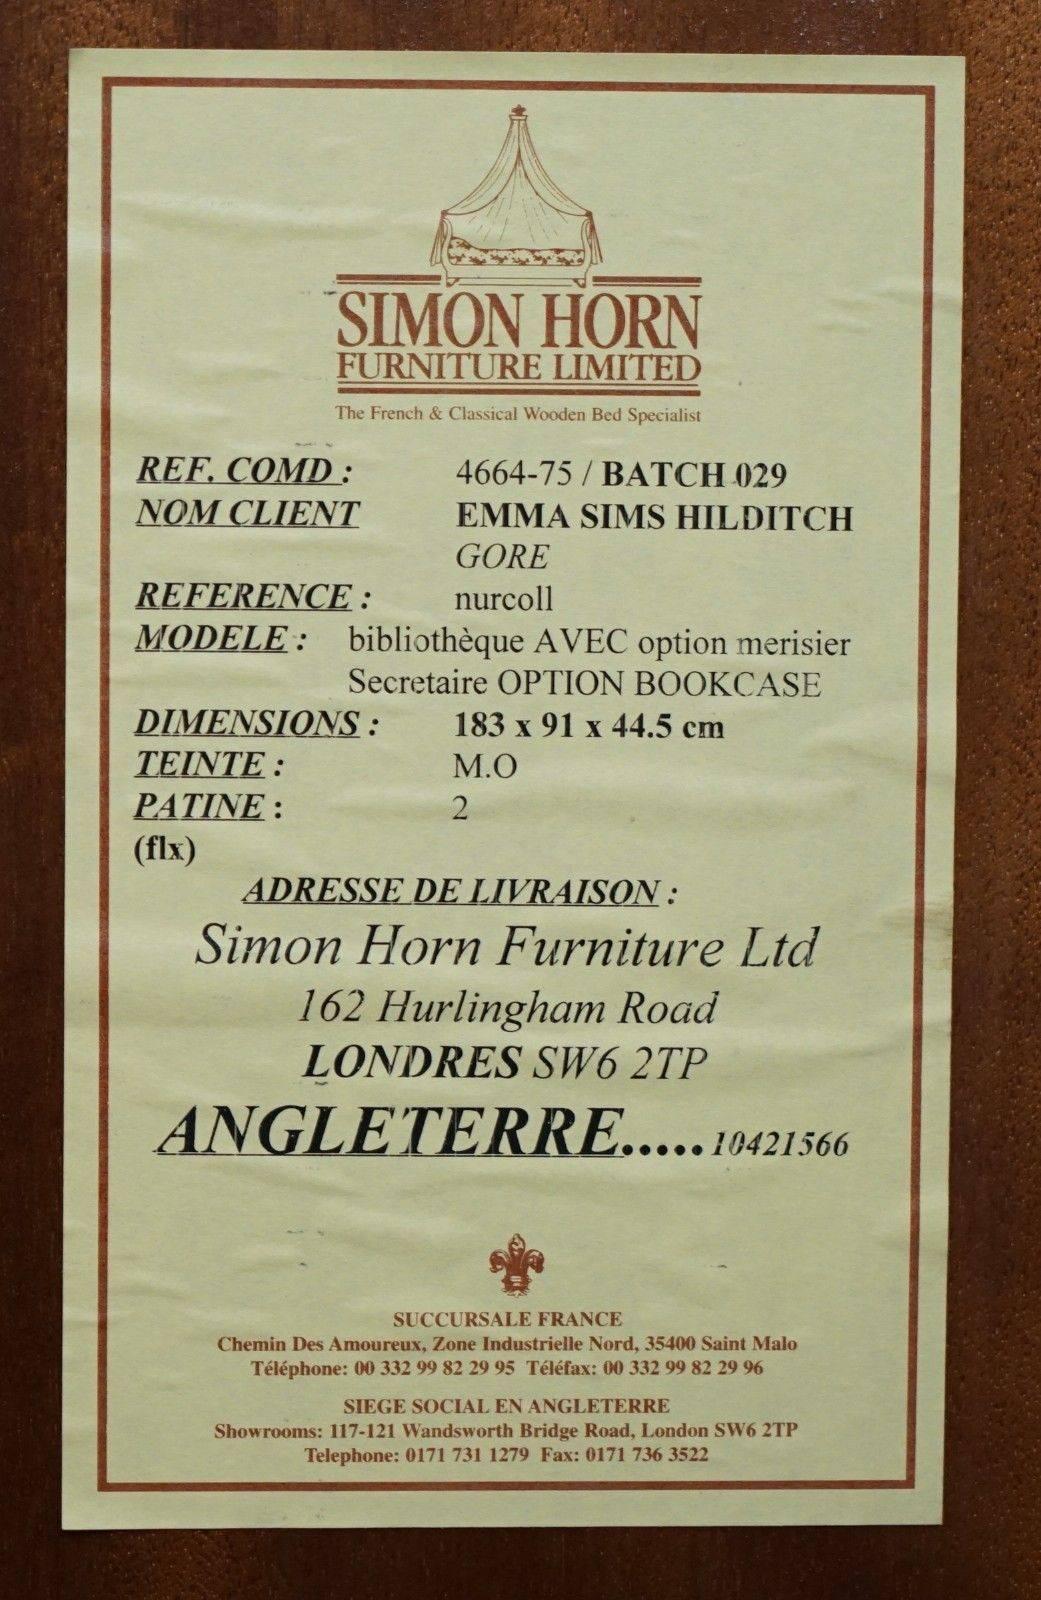 SIMON HORN
FURNITURE LIMITED
The French & Classical Wooden Bed Specialist
REF. COMD : 4664-75 / BATCH 029
NOM CLIENT EMMA SIMS HILDITCH
GORE
REFERENCE : nurcoll
MODELE : bibliothèque AVEC option merisier
Secretaire OPTION BOOKCASE
DIMENSIONS : 183 x 91 x 44.5 cm
TEINTE : M.O
PATINE : 2
(flx)
ADRESSE DE LIVRAISON :
Simon Horn Furniture Ltd
162 Hurlingham Road
LONDRES SW6 2TP
ANGLETERRE.....10421566
SUCCURSALE FRANCE
Chemin Des Amoureux, Zone Industrielle Nord, 35400 Saint Malo
Téléphone: 00 332 99 82 29 95 Téléfax: 00 332 99 82 29 96
SIEGE SOCIAL EN ANGLETERRE
Showrooms: 117-121 Wandsworth Bridge Road, London SW6 2TP
Telephone: 0171 731 1279 Fax: 0171 736 3522